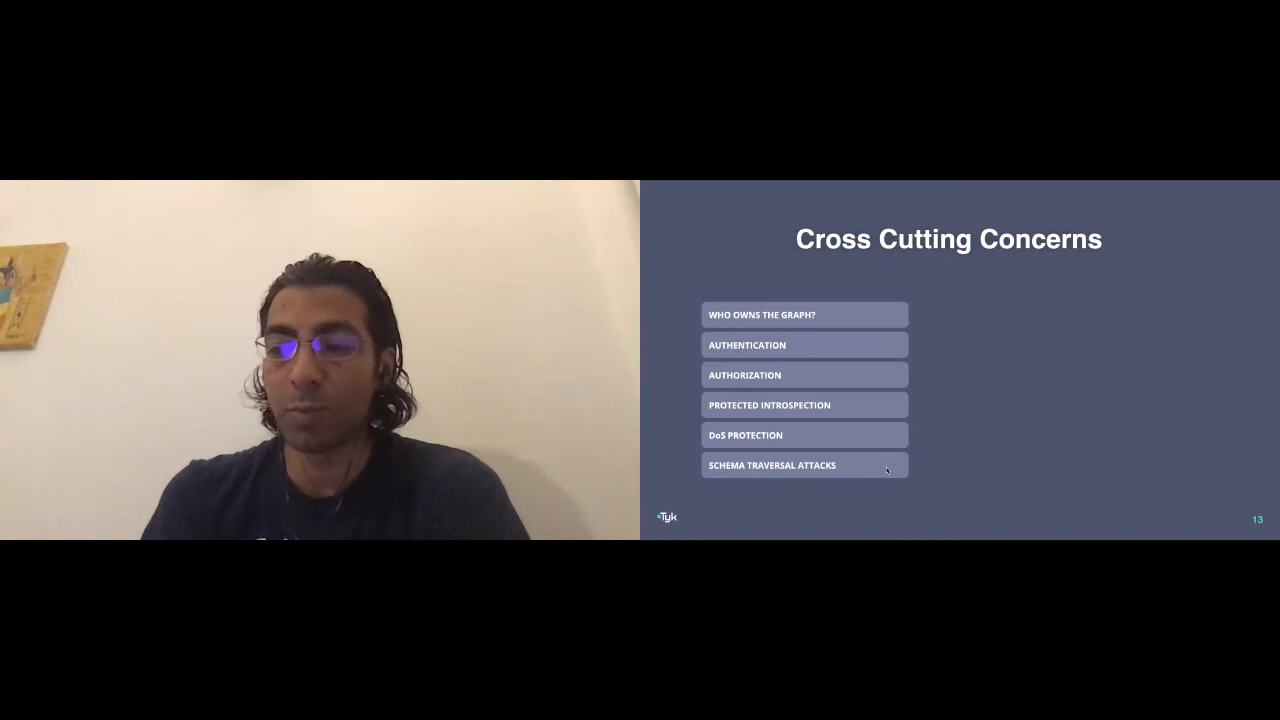 Cross Cutting Concerns
WHO OWNS THE GRAPH?
AUTHENTICATION
AUTHORIZATION
PROTECTED INTROSPECTION
DoS PROTECTION
SCHEMA TRAVERSAL ATTACKS
Tyk
13